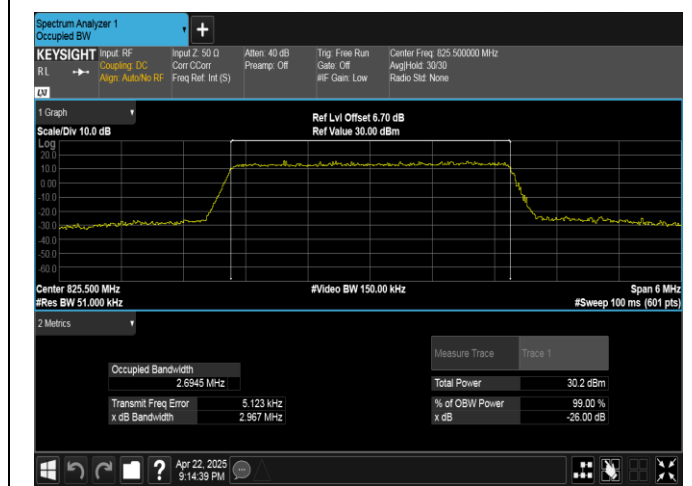 Spectrum Analyzer 1
Occupied BW
+
KEYSIGHT Input: RF Input Z: 50 Ω Atten: 40 dB Trig: Free Run Center Freq: 825.500000 MHz
RL Coupling: DC Corr CCorr Preamp: Off Gate: Off Avg|Hold: 30/30
Align: Auto/No RF Freq Ref: Int (S) #IF Gain: Low Radio Std: None
1 Graph
Ref Lvl Offset 6.70 dB
Scale/Div 10.0 dB Ref Value 30.00 dBm
Log
20.0
10.0
0.00
-10.0
-20.0
-30.0
-40.0
-50.0
-60.0
Center 825.500 MHz #Video BW 150.00 kHz Span 6 MHz
#Res BW 51.000 kHz #Sweep 100 ms (601 pts)
2 Metrics
Measure Trace Trace 1
Occupied Bandwidth
2.6945 MHz Total Power 30.2 dBm
Transmit Freq Error 5.123 kHz % of OBW Power 99.00 %
x dB Bandwidth 2.967 MHz x dB -26.00 dB
? Apr 22, 2025
9:14:39 PM